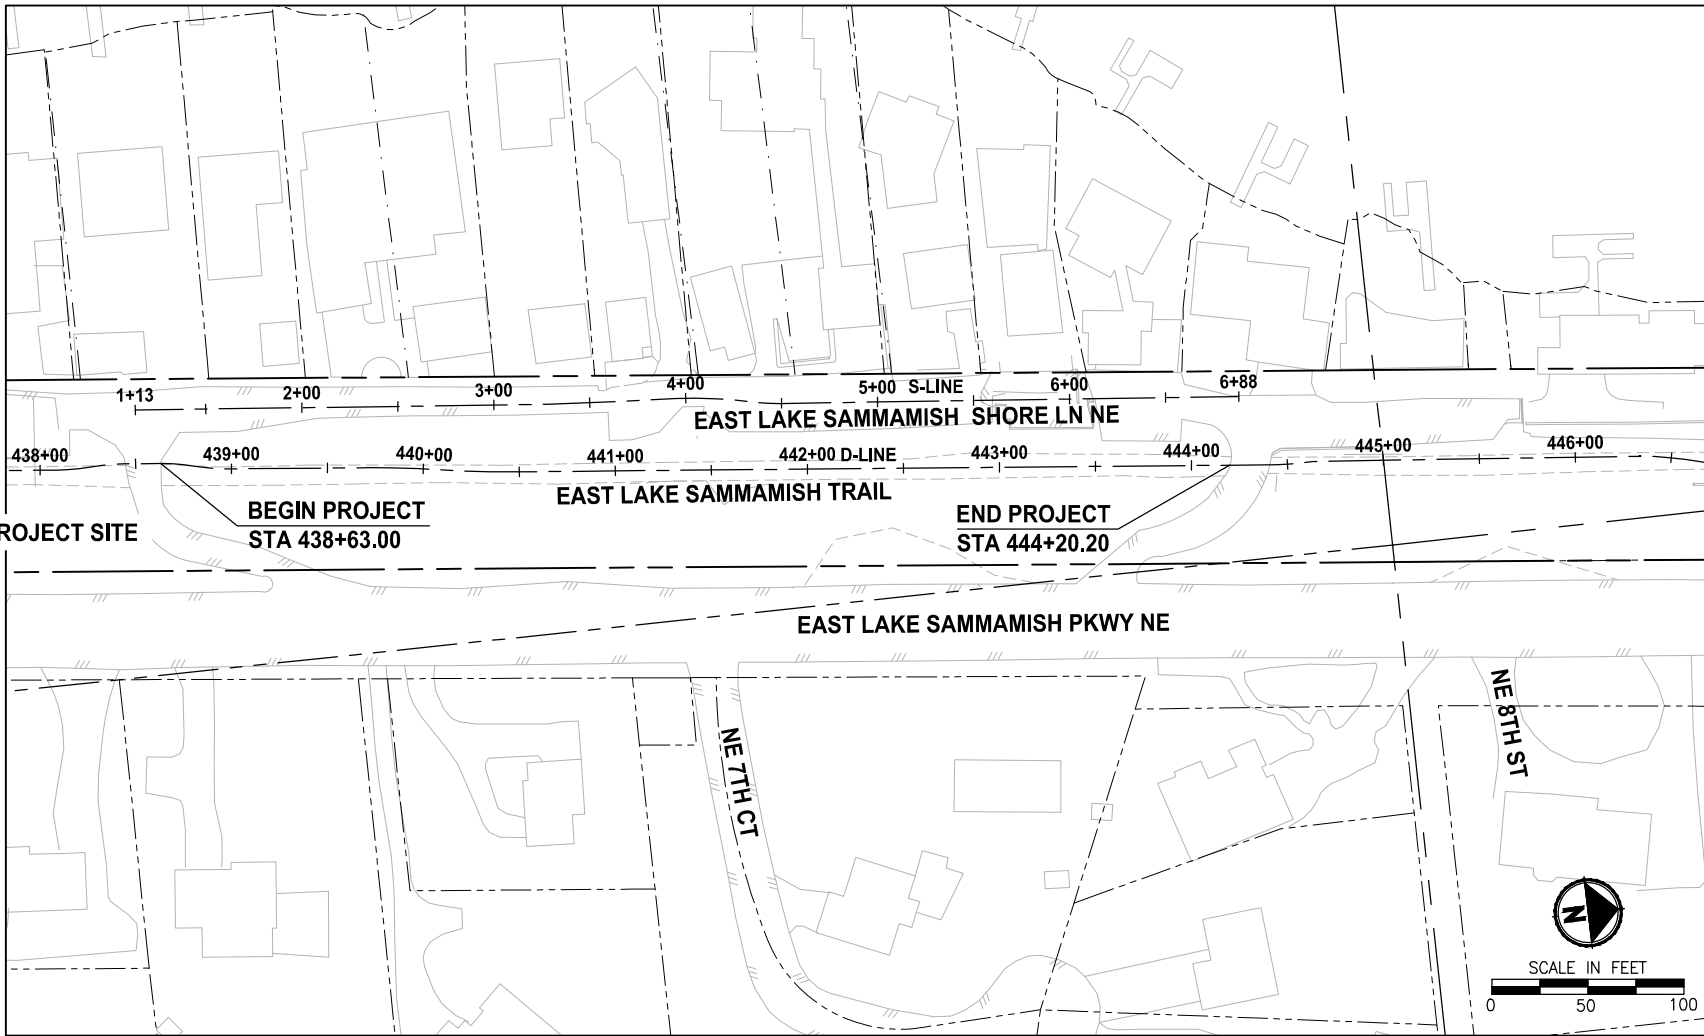 1+13
2+00
3+00
4+00
5+00
S-LINE
6+00
6+88
EAST LAKE SAMMAMISH SHORE LN NE
438+00
439+00
440+00
441+00
442+00
D-LINE
443+00
444+00
445+00
446+00
EAST LAKE SAMMAMISH TRAIL
BEGIN PROJECT
STA 438+63.00
END PROJECT
STA 444+20.20
ROJECT SITE
EAST LAKE SAMMAMISH PKWY NE
NE 7TH CT
NE 8TH ST
N
SCALE IN FEET
0 50 100